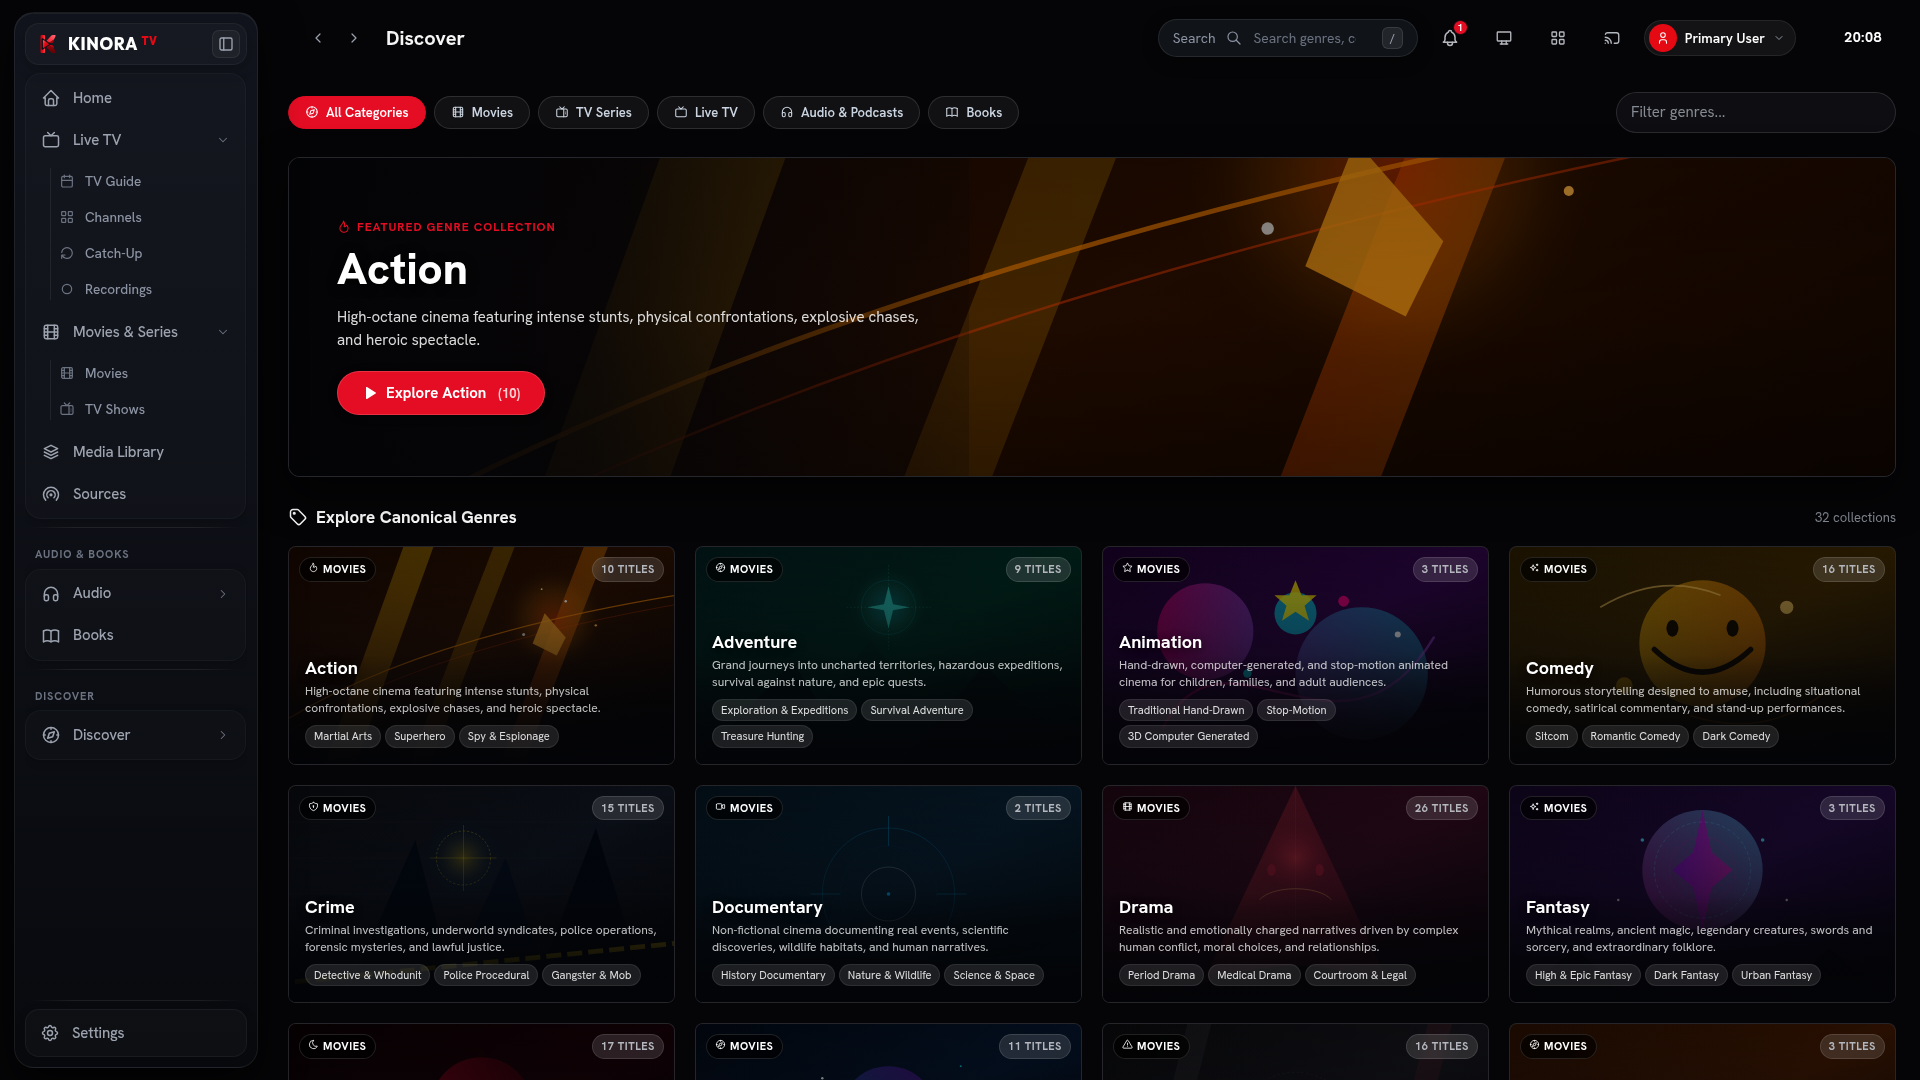 KINORA TV
Home
Live TV
TV Guide
Channels
Catch-Up
Recordings
Movies & Series
Movies
TV Shows
Media Library
Sources
AUDIO & BOOKS
Audio
Books
DISCOVER
Discover
Settings
Discover
Search
Search genres, c
/
1
Primary User
20:08
All Categories
Movies
TV Series
Live TV
Audio & Podcasts
Books
Filter genres...
FEATURED GENRE COLLECTION
Action
High-octane cinema featuring intense stunts, physical confrontations, explosive chases,
and heroic spectacle.
Explore Action (10)
Explore Canonical Genres
32 collections
MOVIES
10 TITLES
Action
High-octane cinema featuring intense stunts, physical
confrontations, explosive chases, and heroic spectacle.
Martial Arts
Superhero
Spy & Espionage
MOVIES
9 TITLES
Adventure
Grand journeys into uncharted territories, hazardous expeditions,
survival against nature, and epic quests.
Exploration & Expeditions
Survival Adventure
Treasure Hunting
MOVIES
3 TITLES
Animation
Hand-drawn, computer-generated, and stop-motion animated
cinema for children, families, and adult audiences.
Traditional Hand-Drawn
Stop-Motion
3D Computer Generated
MOVIES
16 TITLES
Comedy
Humorous storytelling designed to amuse, including situational
comedy, satirical commentary, and stand-up performances.
Sitcom
Romantic Comedy
Dark Comedy
MOVIES
15 TITLES
Crime
Criminal investigations, underworld syndicates, police operations,
forensic mysteries, and lawful justice.
Detective & Whodunit
Police Procedural
Gangster & Mob
MOVIES
2 TITLES
Documentary
Non-fictional cinema documenting real events, scientific
discoveries, wildlife habitats, and human narratives.
History Documentary
Nature & Wildlife
Science & Space
MOVIES
26 TITLES
Drama
Realistic and emotionally charged narratives driven by complex
human conflict, moral choices, and relationships.
Period Drama
Medical Drama
Courtroom & Legal
MOVIES
3 TITLES
Fantasy
Mythical realms, ancient magic, legendary creatures, swords and
sorcery, and extraordinary folklore.
High & Epic Fantasy
Dark Fantasy
Urban Fantasy
MOVIES
17 TITLES
MOVIES
11 TITLES
MOVIES
16 TITLES
MOVIES
3 TITLES